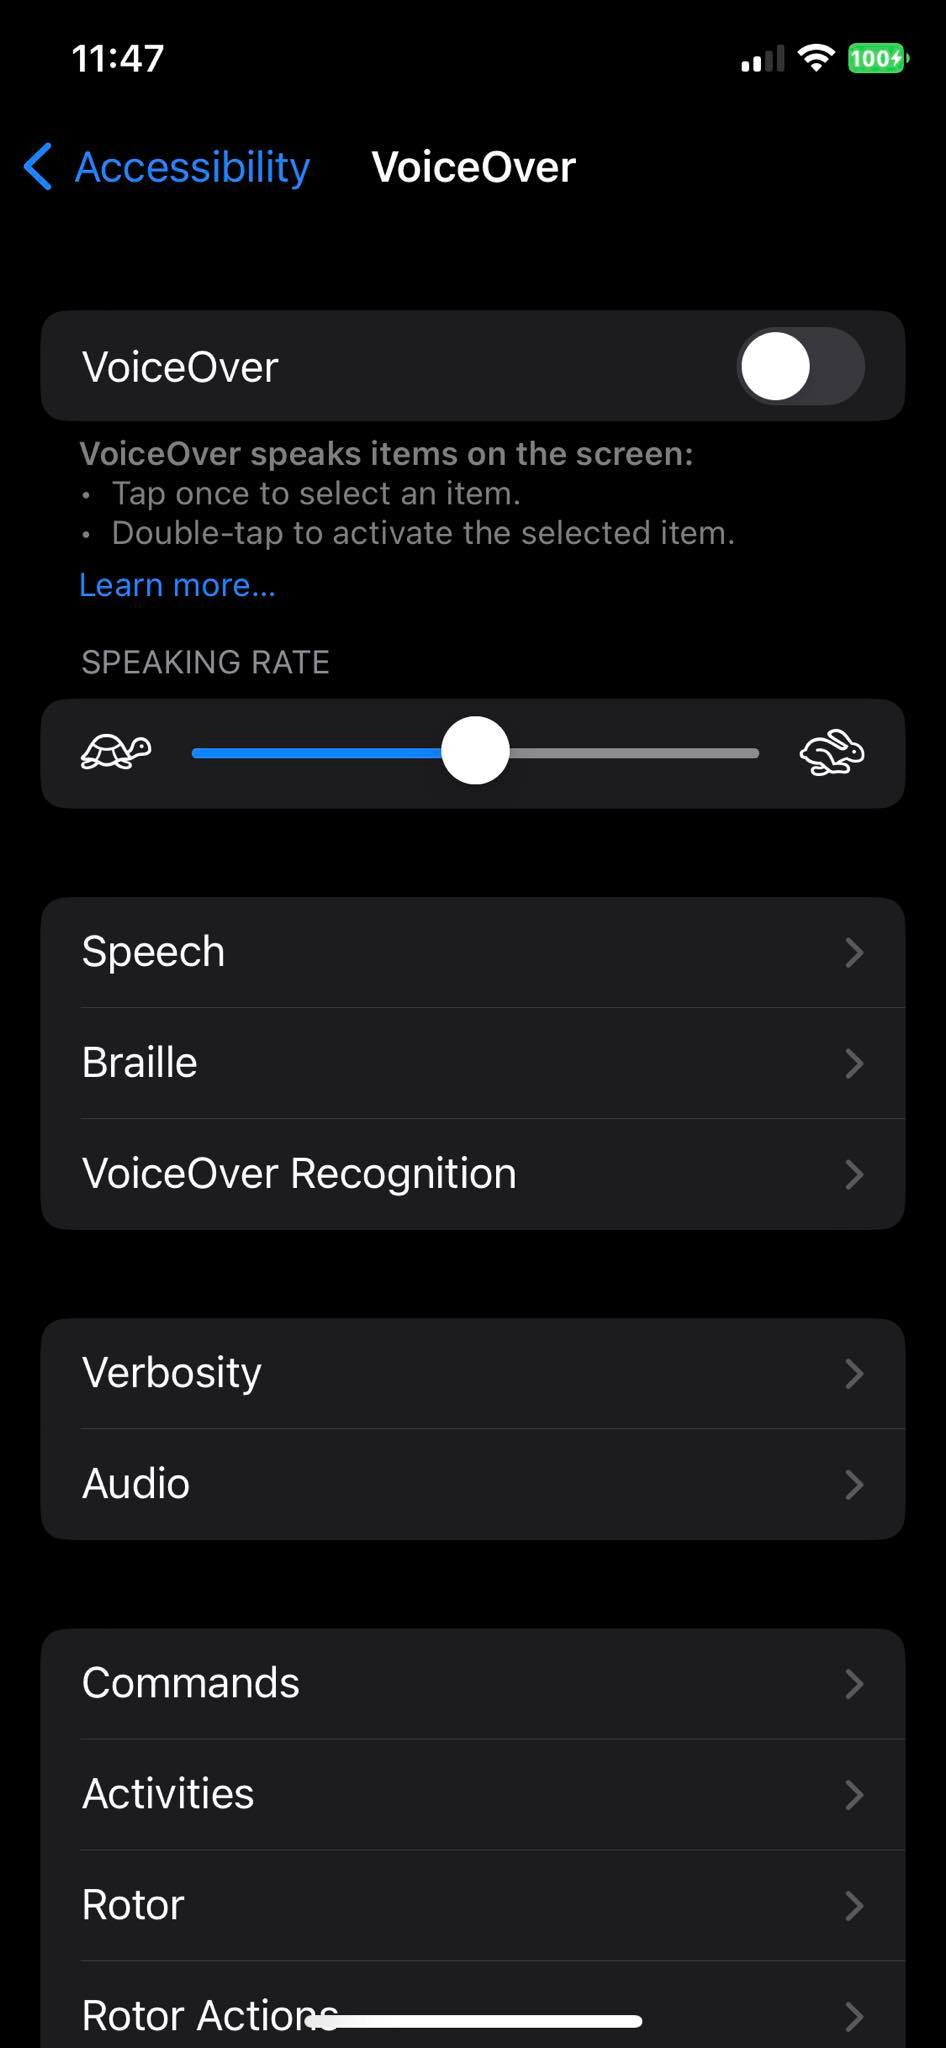 11:47
100
Accessibility
VoiceOver
VoiceOver
VoiceOver speaks items on the screen:
• Tap once to select an item.
• Double-tap to activate the selected item.
Learn more...
SPEAKING RATE
Speech
Braille
VoiceOver Recognition
Verbosity
Audio
Commands
Activities
Rotor
Rotor Actions